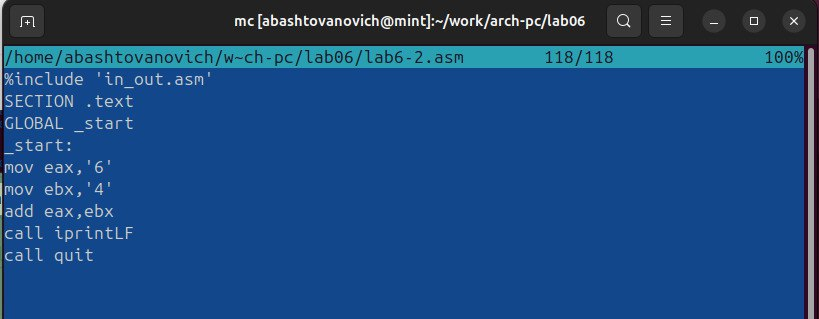 mc [abashtovanovich@mint]:~/work/arch-pc/lab06
/home/abashtovanovich/w~ch-pc/lab06/lab6-2.asm 118/118 100%
%include 'in_out.asm'
SECTION .text
GLOBAL _start
_start:
mov eax,'6'
mov ebx,'4'
add eax,ebx
call iprintLF
call quit